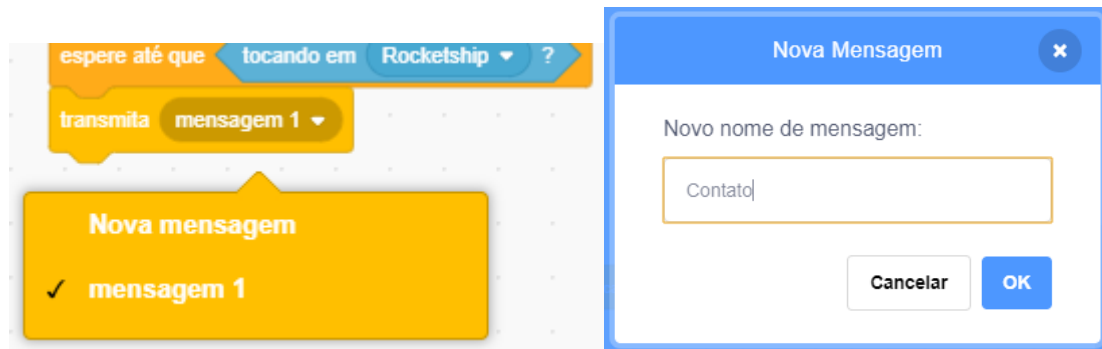 espere até que tocando em Rocketship ?
transmita mensagem 1
Nova mensagem
✓ mensagem 1
Nova Mensagem
Novo nome de mensagem:
Contato
Cancelar OK